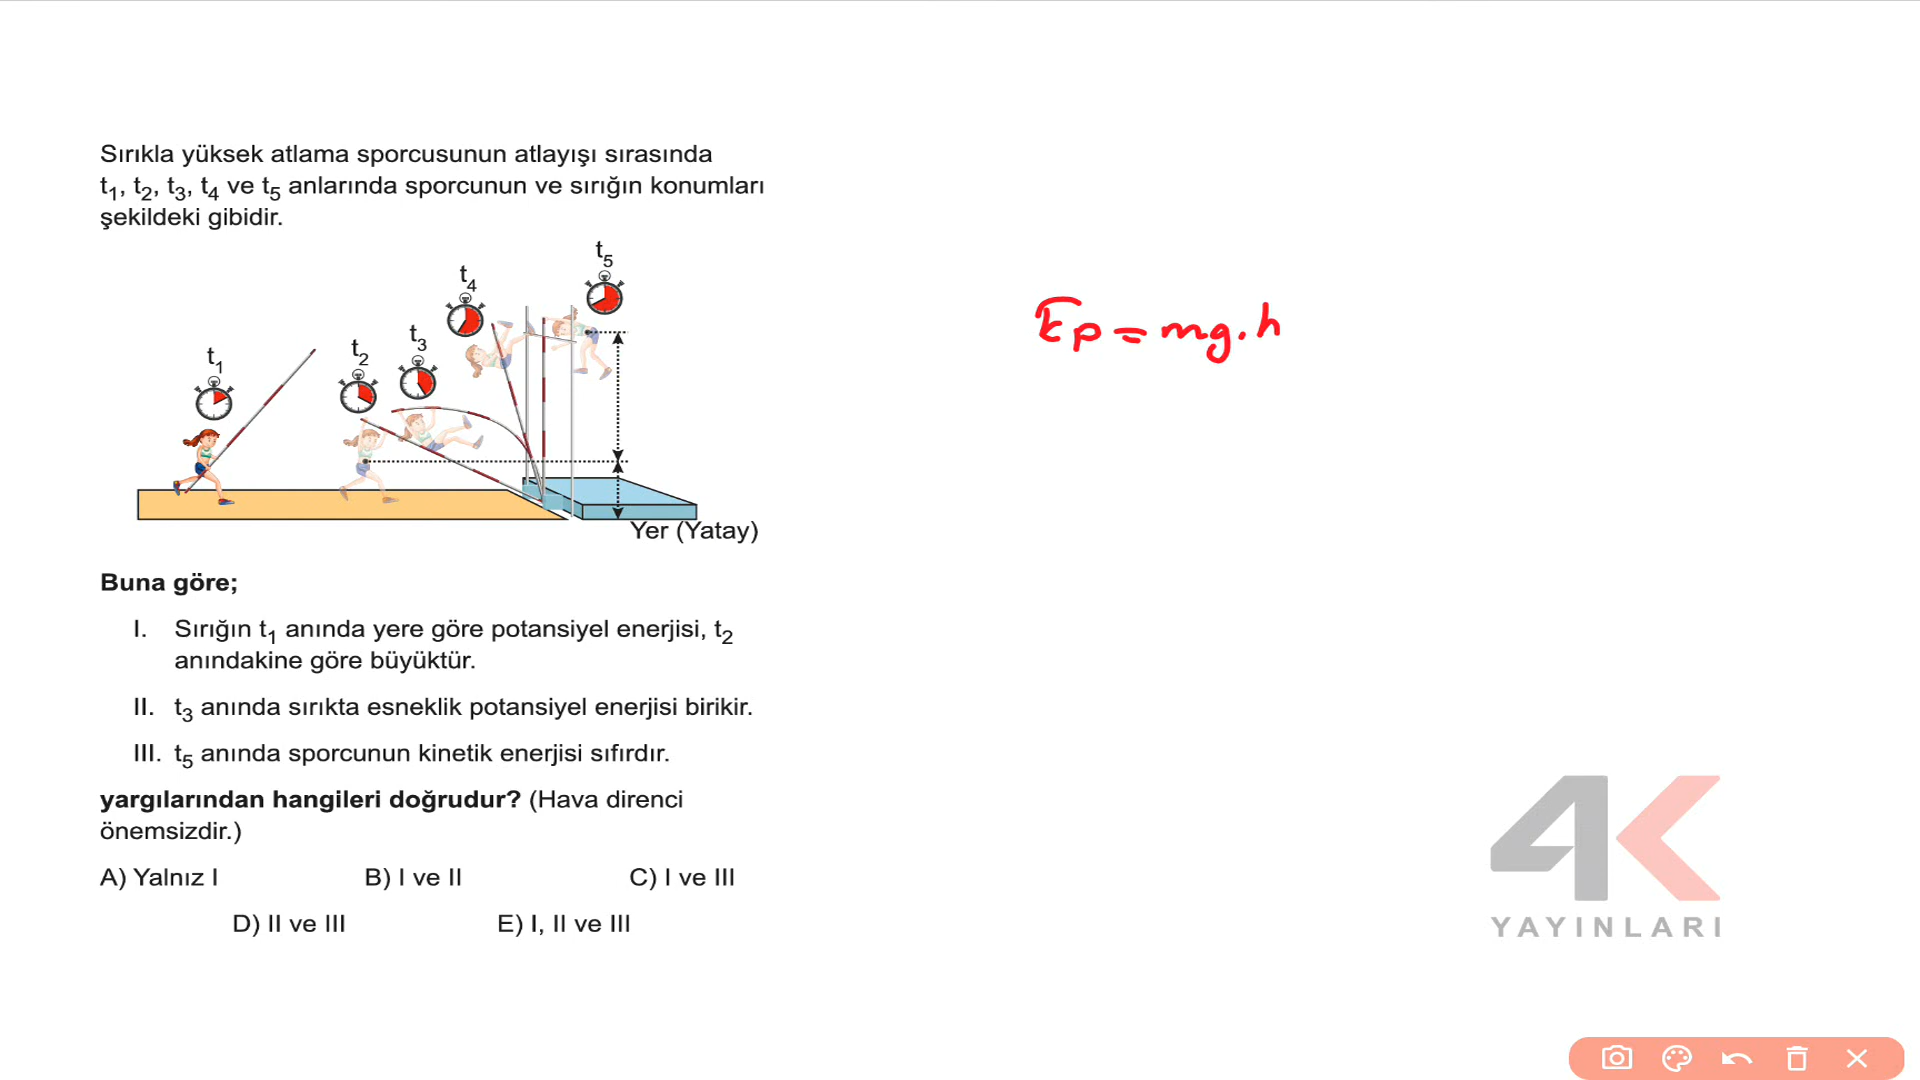 Sırıkla yüksek atlama sporcusunun atlayışı sırasında
t1, t2, t3, t4 ve t5 anlarında sporcunun ve sırığın konumları
şekildeki gibidir.
t5
t4
t3
t2
t1
Ep = mg.h
Yer (Yatay)
Buna göre;
I. Sırığın t1 anında yere göre potansiyel enerjisi, t2
anındakine göre büyüktür.
II. t3 anında sırıkta esneklik potansiyel enerjisi birikir.
III. t5 anında sporcunun kinetik enerjisi sıfırdır.
yargılarından hangileri doğrudur? (Hava direnci
önemsizdir.)
A) Yalnız I B) I ve II C) I ve III
D) II ve III E) I, II ve III
4K
YAYINLARI